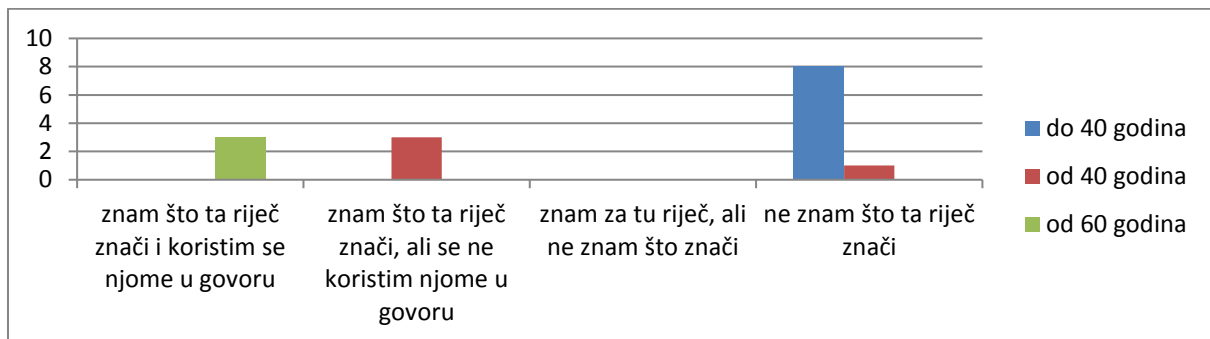 10
8
6
4
2
0
znam što ta riječ
znači i koristim se
njome u govoru
znam što ta riječ
znači, ali se ne
koristim njome u
govoru
znam za tu riječ, ali
ne znam što znači
ne znam što ta riječ
znači
do 40 godina
od 40 godina
od 60 godina